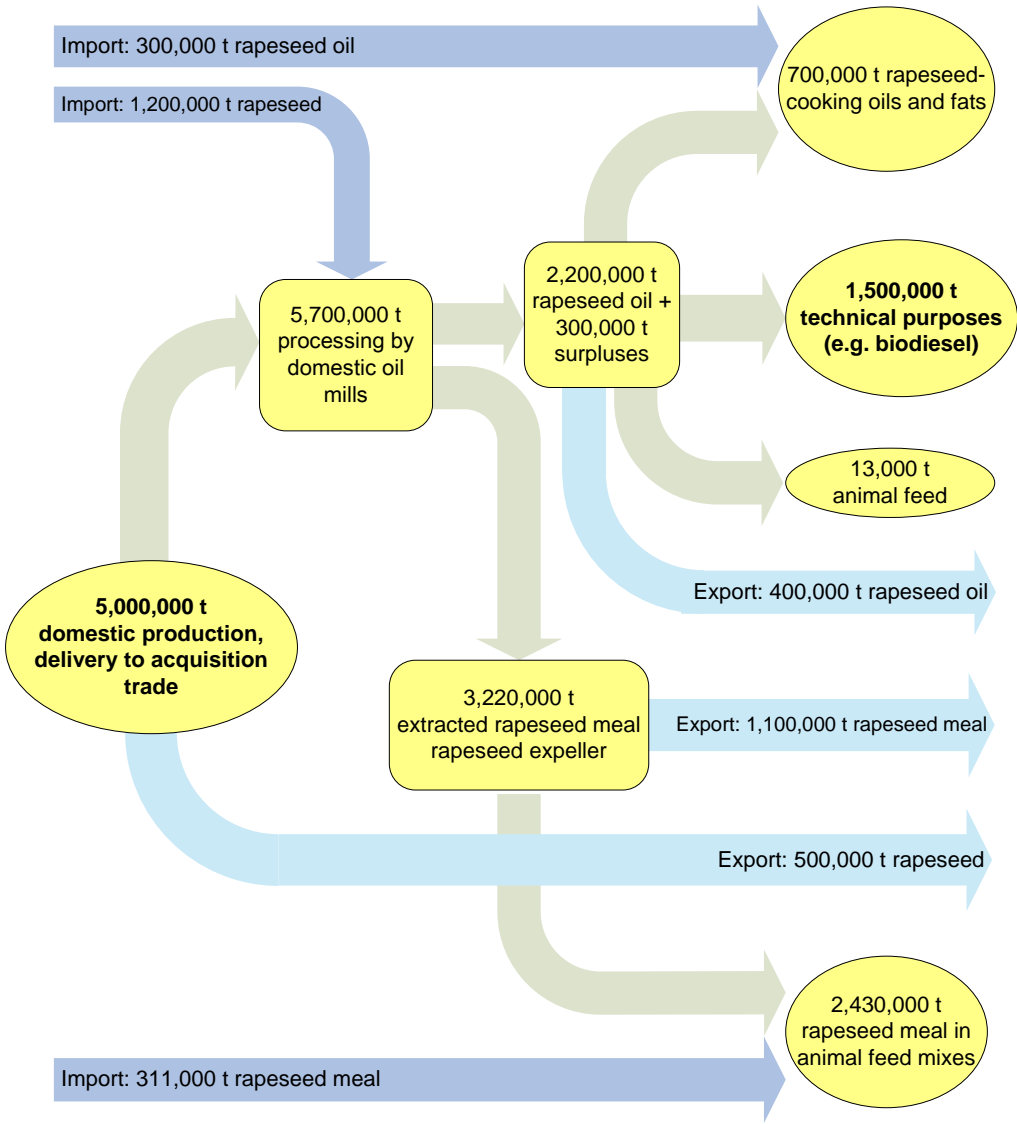 Import: 300,000 t rapeseed oil
700,000 t rapeseed-
cooking oils and fats
Import: 1,200,000 t rapeseed
2,200,000 t
rapeseed oil +
300,000 t
surpluses
1,500,000 t
technical purposes
(e.g. biodiesel)
5,700,000 t
processing by
domestic oil
mills
13,000 t
animal feed
Export: 400,000 t rapeseed oil
5,000,000 t
domestic production,
delivery to acquisition
trade
3,220,000 t
extracted rapeseed meal
rapeseed expeller
Export: 1,100,000 t rapeseed meal
Export: 500,000 t rapeseed
2,430,000 t
rapeseed meal in
animal feed mixes
Import: 311,000 t rapeseed meal